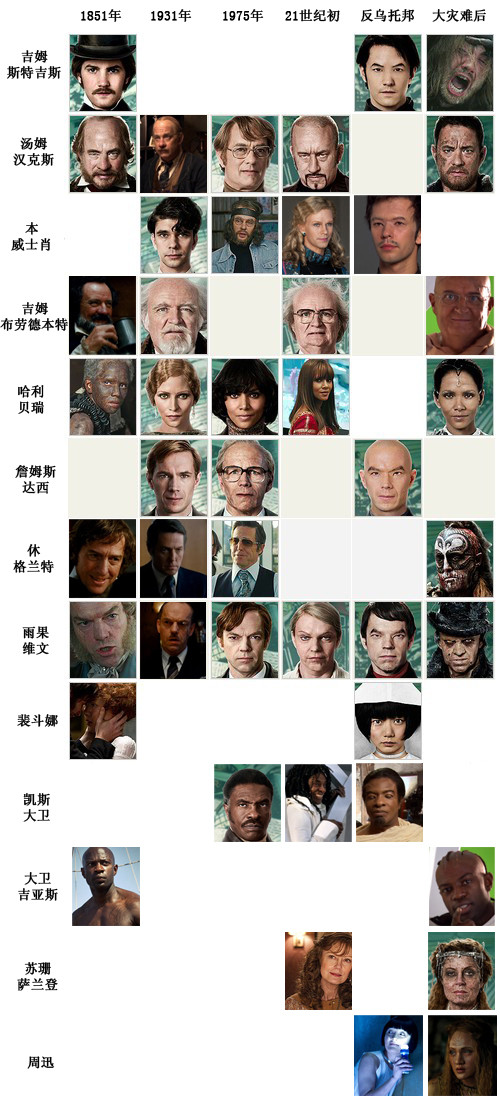 1851年 1931年 1975年 21世纪初 反乌托邦 大灾难后
吉姆
斯特吉斯
汤姆
汉克斯
本
威士肖
吉姆
布劳德本特
哈利
贝瑞
詹姆斯
达西
休
格兰特
雨果
维文
裴斗娜
凯斯
大卫
大卫
吉亚斯
苏珊
萨兰登
周迅